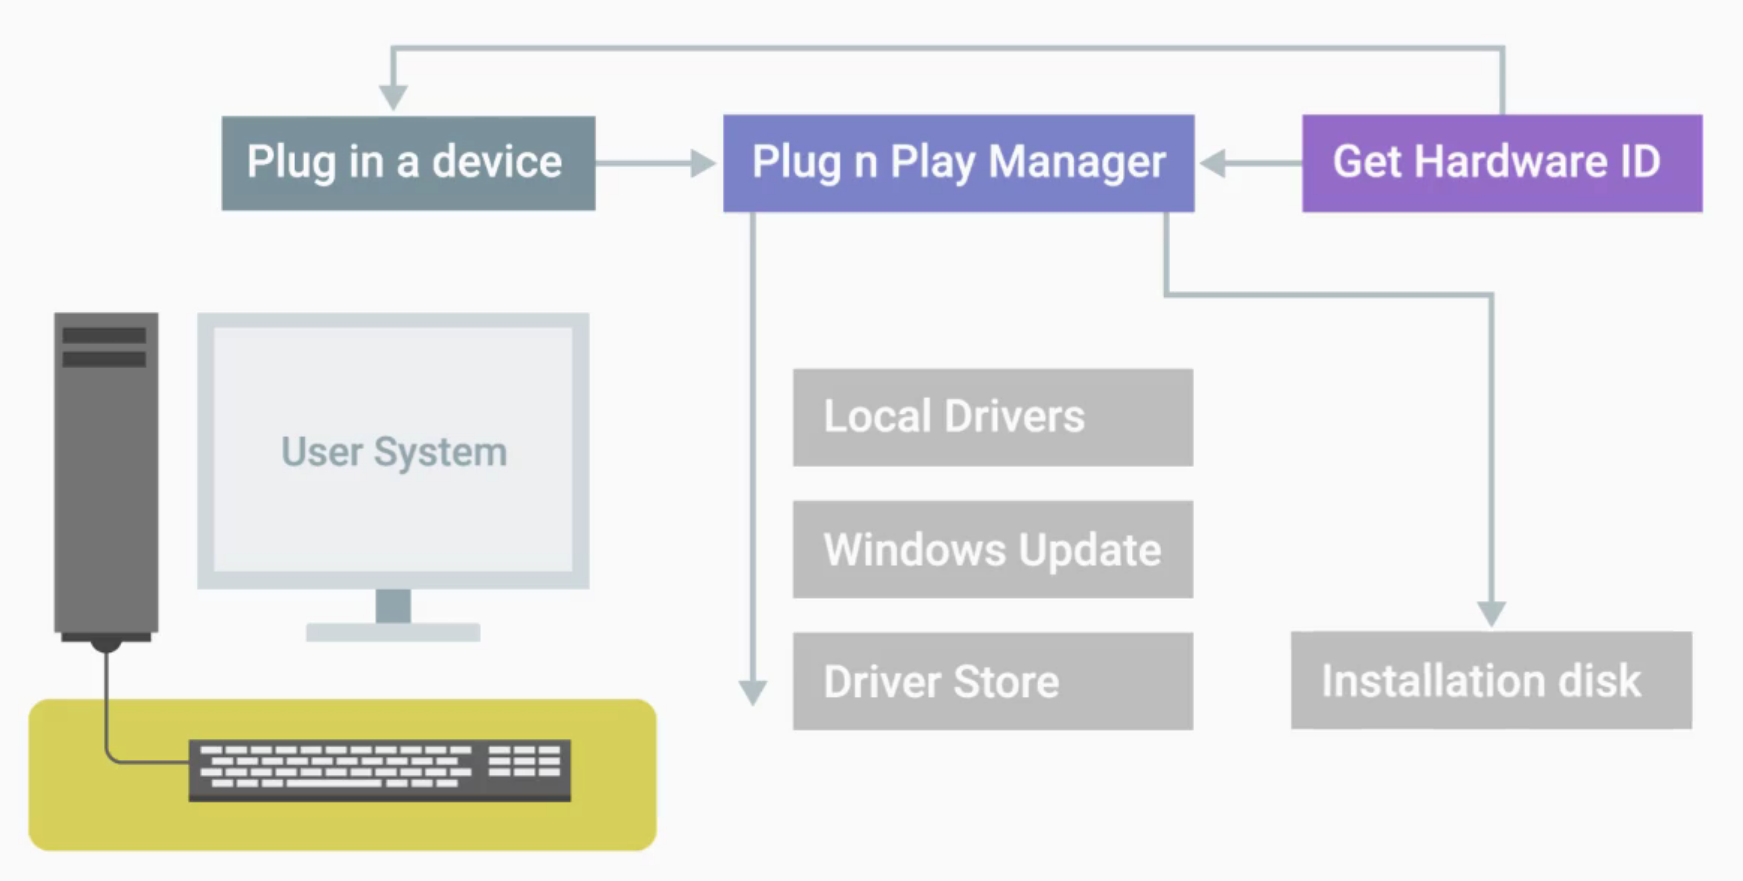 Plug in a device
Plug n Play Manager
Get Hardware ID
User System
Local Drivers
Windows Update
Driver Store
Installation disk